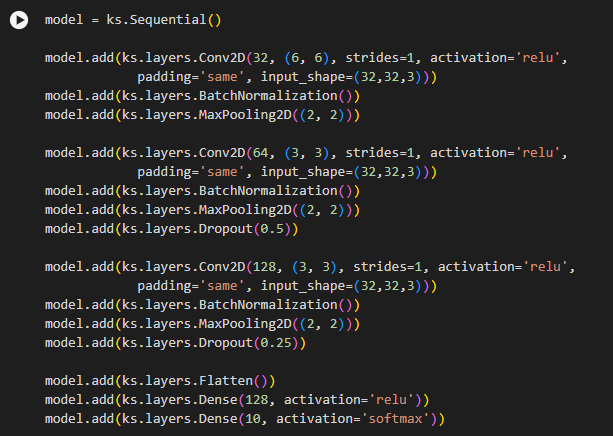 model = ks.Sequential()
model.add(ks.layers.Conv2D(32, (6, 6), strides=1, activation='relu',
padding='same', input_shape=(32,32,3)))
model.add(ks.layers.BatchNormalization())
model.add(ks.layers.MaxPooling2D((2, 2)))
model.add(ks.layers.Conv2D(64, (3, 3), strides=1, activation='relu',
padding='same', input_shape=(32,32,3)))
model.add(ks.layers.BatchNormalization())
model.add(ks.layers.MaxPooling2D((2, 2)))
model.add(ks.layers.Dropout(0.5))
model.add(ks.layers.Conv2D(128, (3, 3), strides=1, activation='relu',
padding='same', input_shape=(32,32,3)))
model.add(ks.layers.BatchNormalization())
model.add(ks.layers.MaxPooling2D((2, 2)))
model.add(ks.layers.Dropout(0.25))
model.add(ks.layers.Flatten())
model.add(ks.layers.Dense(128, activation='relu'))
model.add(ks.layers.Dense(10, activation='softmax'))